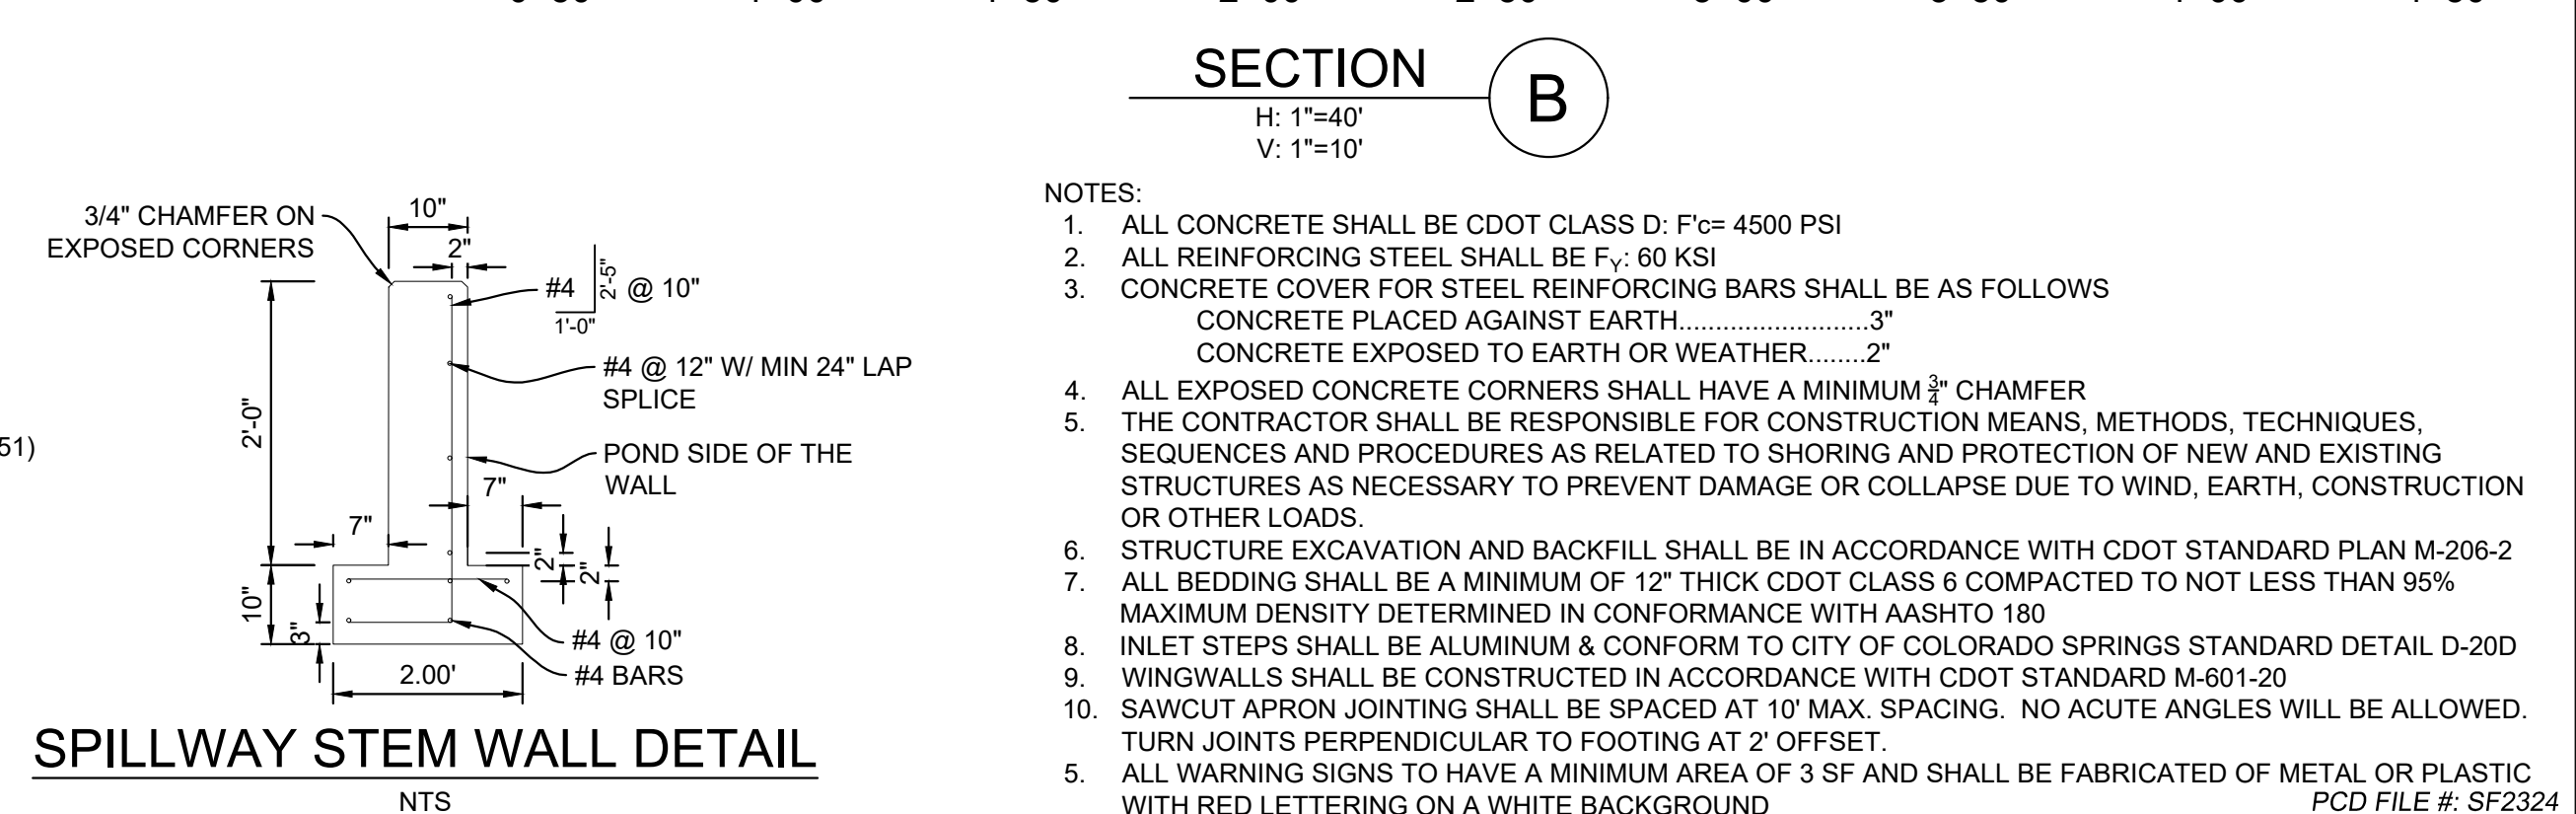 SECTION
B
H: 1"=40'
V: 1"=10'
3/4" CHAMFER ON
EXPOSED CORNERS
10"
2"
#4
2'-5"
1'-0"
@ 10"
#4 @ 12" W/ MIN 24" LAP
SPLICE
2'-0"
51)
POND SIDE OF THE
WALL
7"
7"
2"
2"
10"
3"
#4 @ 10"
#4 BARS
2.00'
SPILLWAY STEM WALL DETAIL
NTS
NOTES:
1. ALL CONCRETE SHALL BE CDOT CLASS D: F'c= 4500 PSI
2. ALL REINFORCING STEEL SHALL BE FY: 60 KSI
3. CONCRETE COVER FOR STEEL REINFORCING BARS SHALL BE AS FOLLOWS
CONCRETE PLACED AGAINST EARTH..........................3"
CONCRETE EXPOSED TO EARTH OR WEATHER........2"
4. ALL EXPOSED CONCRETE CORNERS SHALL HAVE A MINIMUM 3/4" CHAMFER
5. THE CONTRACTOR SHALL BE RESPONSIBLE FOR CONSTRUCTION MEANS, METHODS, TECHNIQUES,
SEQUENCES AND PROCEDURES AS RELATED TO SHORING AND PROTECTION OF NEW AND EXISTING
STRUCTURES AS NECESSARY TO PREVENT DAMAGE OR COLLAPSE DUE TO WIND, EARTH, CONSTRUCTION
OR OTHER LOADS.
6. STRUCTURE EXCAVATION AND BACKFILL SHALL BE IN ACCORDANCE WITH CDOT STANDARD PLAN M-206-2
7. ALL BEDDING SHALL BE A MINIMUM OF 12" THICK CDOT CLASS 6 COMPACTED TO NOT LESS THAN 95%
MAXIMUM DENSITY DETERMINED IN CONFORMANCE WITH AASHTO 180
8. INLET STEPS SHALL BE ALUMINUM & CONFORM TO CITY OF COLORADO SPRINGS STANDARD DETAIL D-20D
9. WINGWALLS SHALL BE CONSTRUCTED IN ACCORDANCE WITH CDOT STANDARD M-601-20
10. SAWCUT APRON JOINTING SHALL BE SPACED AT 10' MAX. SPACING. NO ACUTE ANGLES WILL BE ALLOWED.
TURN JOINTS PERPENDICULAR TO FOOTING AT 2' OFFSET.
5. ALL WARNING SIGNS TO HAVE A MINIMUM AREA OF 3 SF AND SHALL BE FABRICATED OF METAL OR PLASTIC
WITH RED LETTERING ON A WHITE BACKGROUND
PCD FILE #: SF2324